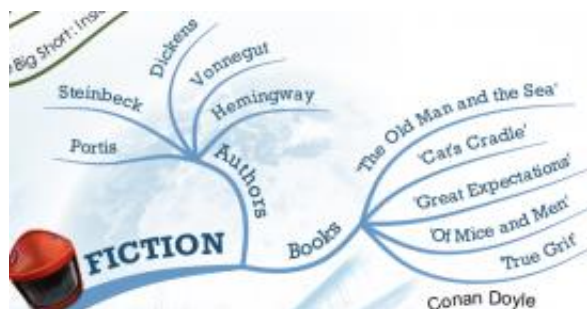 Big Short: Insi
Dickens
Vonnegut
Steinbeck
Hemingway
Portis
Authors
FICTION
Books
'The Old Man and the Sea'
'Cat's Cradle'
'Great Expectations'
'Of Mice and Men'
'True Grit'
Conan Doyle